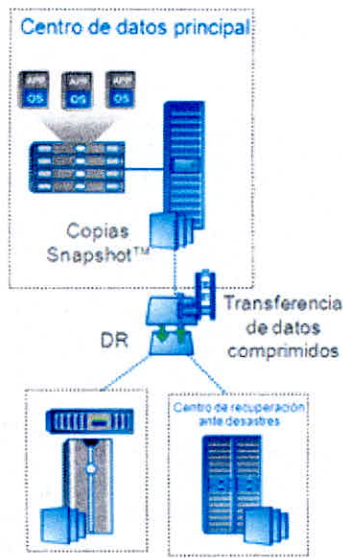 Centro de datos principal
APP APP APP
OS OS OS
Copias
Snapshot™
Transferencia
de datos
comprimidos
DR
Centro de recuperación
ante desastres